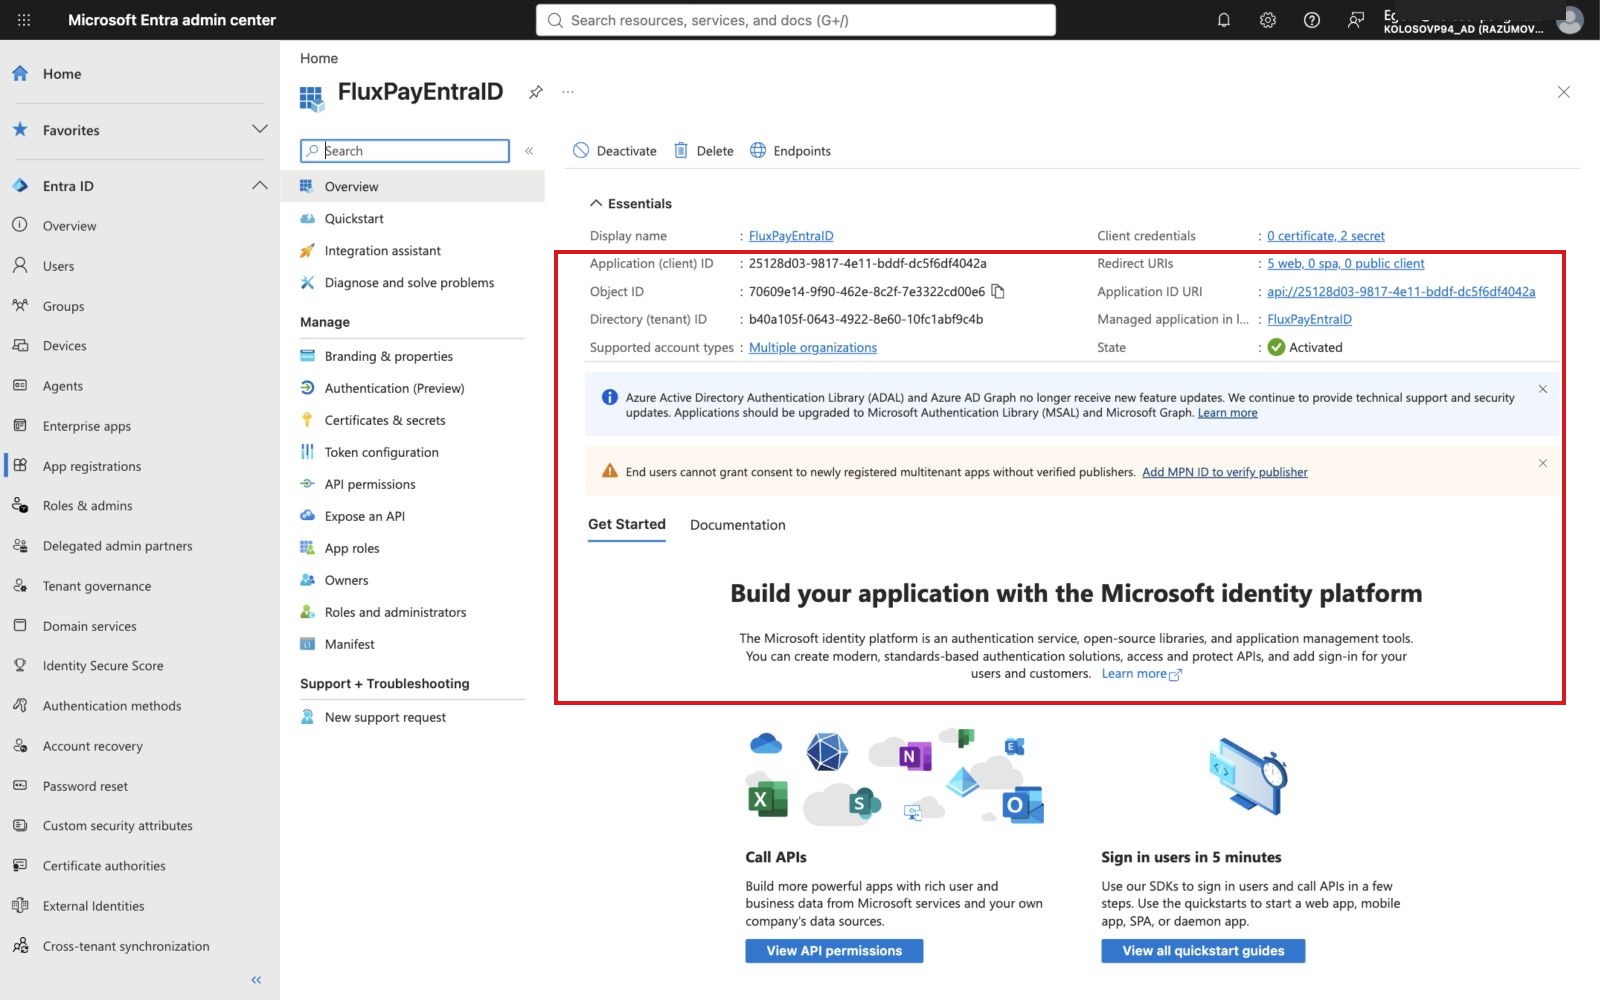 Microsoft Entra admin center
Search resources, services, and docs (G+/)
KOLOSOVP94_AD (RAZUMOV...
Home
Favorites
Entra ID
Overview
Users
Groups
Devices
Agents
Enterprise apps
App registrations
Roles & admins
Delegated admin partners
Tenant governance
Domain services
Identity Secure Score
Authentication methods
Account recovery
Password reset
Custom security attributes
Certificate authorities
External Identities
Cross-tenant synchronization
«
Home
FluxPayEntraID
...
Search
«
Overview
Quickstart
Integration assistant
Diagnose and solve problems
Manage
Branding & properties
Authentication (Preview)
Certificates & secrets
Token configuration
API permissions
Expose an API
App roles
Owners
Roles and administrators
Manifest
Support + Troubleshooting
New support request
Deactivate Delete Endpoints
Essentials
Display name : FluxPayEntraID
Application (client) ID : 25128d03-9817-4e11-bddf-dc5f6df4042a
Object ID : 70609e14-9f90-462e-8c2f-7e3322cd00e6
Directory (tenant) ID : b40a105f-0643-4922-8e60-10fc1abf9c4b
Supported account types : Multiple organizations
Client credentials : 0 certificate, 2 secret
Redirect URIs : 5 web, 0 spa, 0 public client
Application ID URI : api://25128d03-9817-4e11-bddf-dc5f6df4042a
Managed application in l... : FluxPayEntraID
State : Activated
Azure Active Directory Authentication Library (ADAL) and Azure AD Graph no longer receive new feature updates. We continue to provide technical support and security
updates. Applications should be upgraded to Microsoft Authentication Library (MSAL) and Microsoft Graph. Learn more
End users cannot grant consent to newly registered multitenant apps without verified publishers. Add MPN ID to verify publisher
Get Started Documentation
Build your application with the Microsoft identity platform
The Microsoft identity platform is an authentication service, open-source libraries, and application management tools.
You can create modern, standards-based authentication solutions, access and protect APIs, and add sign-in for your
users and customers. Learn more
N
E
X
S
O
Call APIs
Build more powerful apps with rich user and
business data from Microsoft services and your own
company's data sources.
View API permissions
Sign in users in 5 minutes
Use our SDKs to sign in users and call APIs in a few
steps. Use the quickstarts to start a web app, mobile
app, SPA, or daemon app.
View all quickstart guides